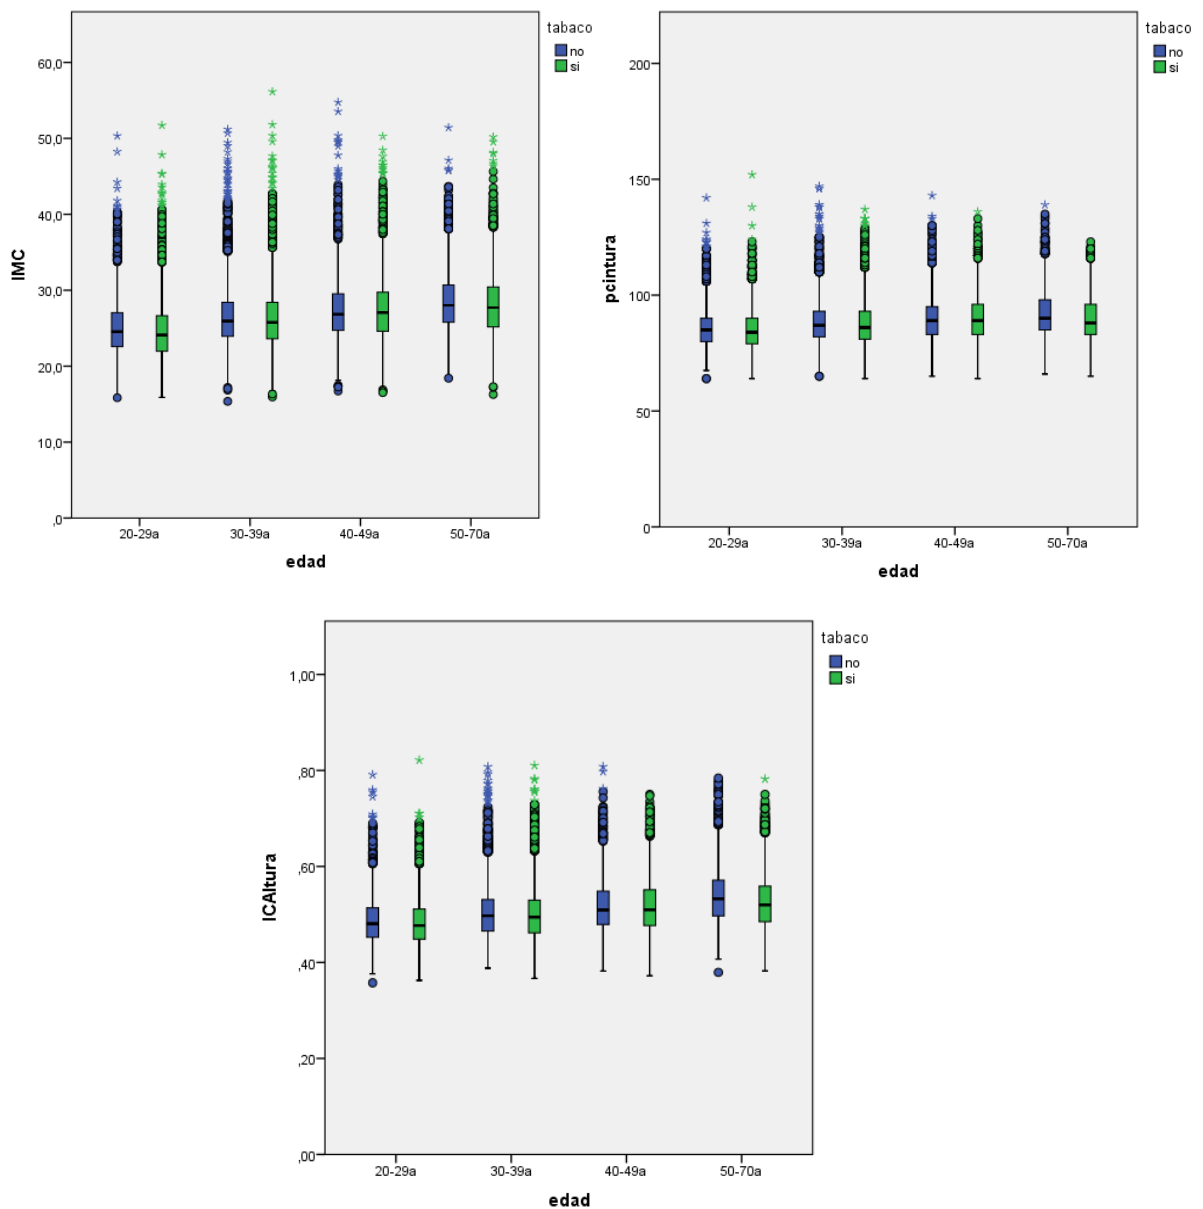 tabaco
no
si
60,0
50,0
40,0
30,0
20,0
10,0
,0
IMC
20-29a 30-39a 40-49a 50-70a
edad
tabaco
no
si
200
150
100
50
0
pcintura
20-29a 30-39a 40-49a 50-70a
edad
tabaco
no
si
1,00
,80
,60
,40
,20
,00
ICAltura
20-29a 30-39a 40-49a 50-70a
edad